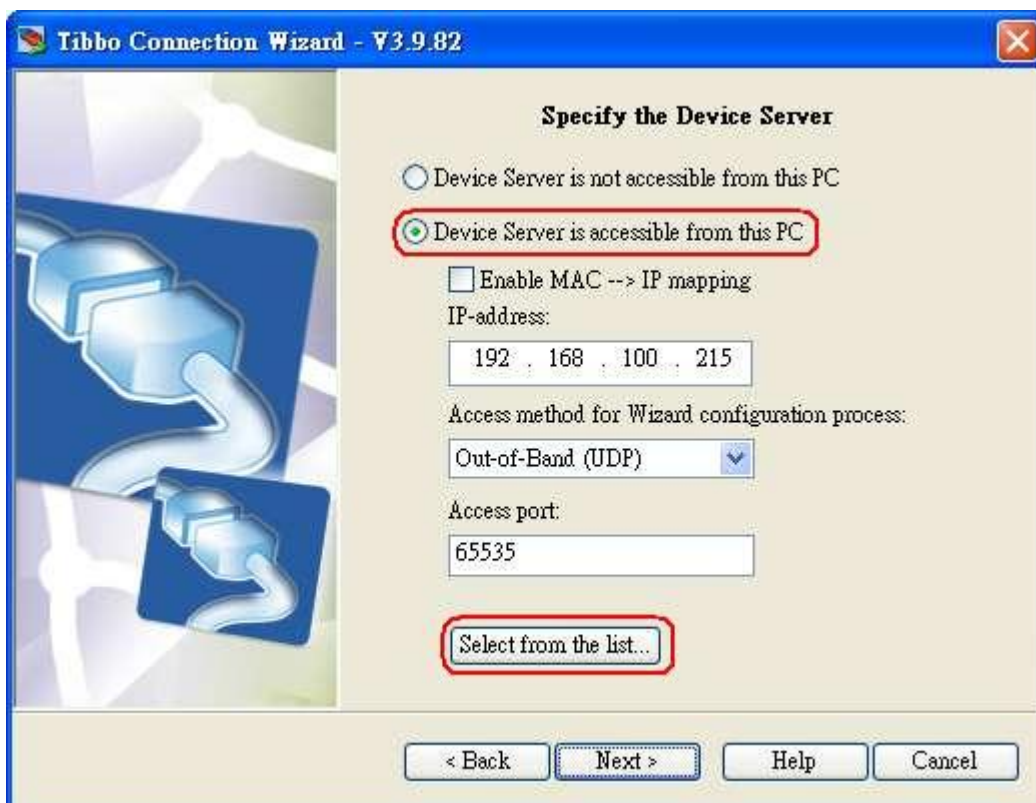 Tibbo Connection Wizard - V3.9.82
Specify the Device Server
Device Server is not accessible from this PC
Device Server is accessible from this PC
Enable MAC --> IP mapping
IP-address:
192 . 168 . 100 . 215
Access method for Wizard configuration process:
Out-of-Band (UDP)
Access port:
65535
Select from the list...
< Back Next > Help Cancel